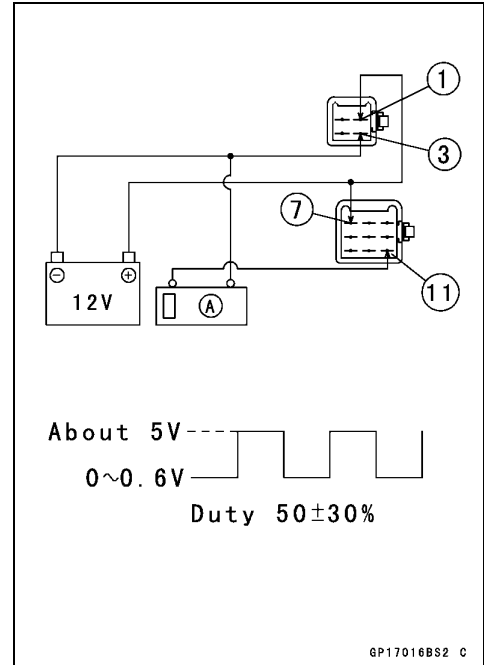 1
3
7
11
⊖ ⊕
12V
A
About 5V
0~0.6V
Duty 50±30%
GP17016BS2 C